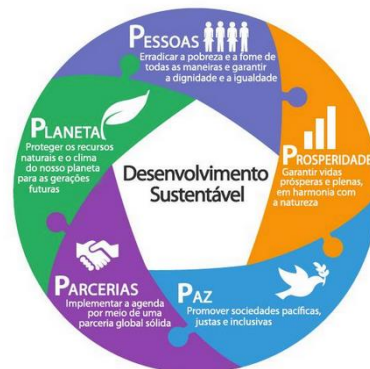 PESSOAS
Erradicar a pobreza e a fome de
todas as maneiras e garantir
a dignidade e a igualdade
PROSPERIDADE
Garantir vidas
prósperas e plenas,
em harmonia com
a natureza
PAZ
Promover sociedades pacíficas,
justas e inclusivas
PARCERIAS
Implementar a agenda
por meio de uma
parceria global sólida
PLANETA
Proteger os recursos
naturais e o clima
do nosso planeta
para as gerações
futuras
Desenvolvimento
Sustentável